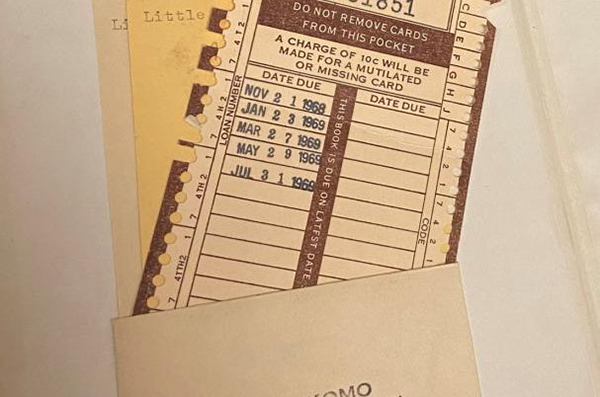 Little
Li
1851
DO NOT REMOVE CARDS
FROM THIS POCKET
A CHARGE OF 10c WILL BE
MADE FOR A MUTILATED
OR MISSING CARD
LOAN NUMBER
DATE DUE
NOV 2 1 1968
JAN 2 3 1969
MAR 2 7 1969
MAY 2 9 1969
JUL 3 1 1969
THIS BOOK IS DUE ON LATEST DATE
DATE DUE
CODE
OMO